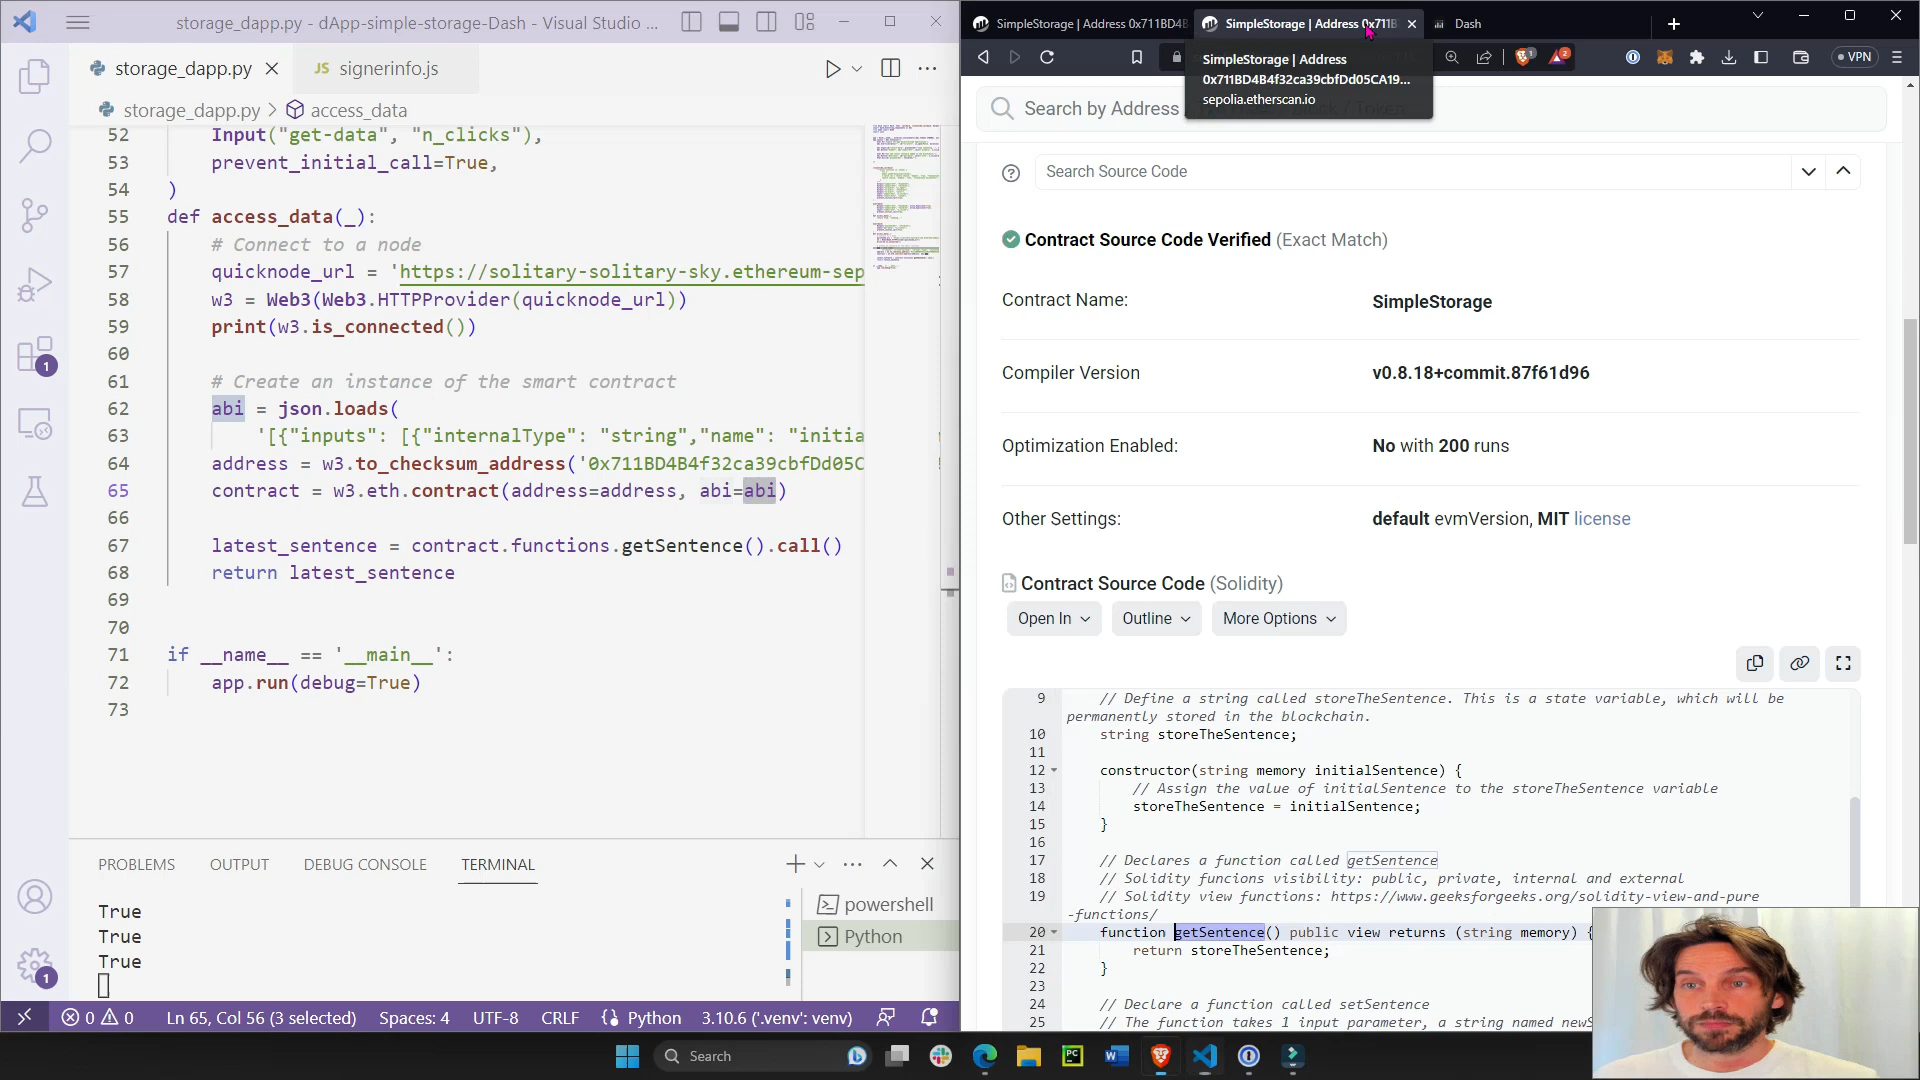 storage_dapp.py - dApp-simple-storage-Dash - Visual Studio ...
storage_dapp.py
JS signerinfo.js
storage_dapp.py > access_data
52 Input("get-data", "n_clicks"),
53 prevent_initial_call=True,
54 )
55 def access_data(_):
56 # Connect to a node
57 quicknode_url = 'https://solitary-solitary-sky.ethereum-sep
58 w3 = Web3(Web3.HTTPProvider(quicknode_url))
59 print(w3.is_connected())
60
61 # Create an instance of the smart contract
62 abi = json.loads(
63 '[{"inputs": [{"internalType": "string","name": "initia
64 address = w3.to_checksum_address('0x711BD4B4f32ca39cbfDd05C
65 contract = w3.eth.contract(address=address, abi=abi)
66
67 latest_sentence = contract.functions.getSentence().call()
68 return latest_sentence
69
70
71 if __name__ == '__main__':
72 app.run(debug=True)
73
PROBLEMS
OUTPUT
DEBUG CONSOLE
TERMINAL
True
True
True
powershell
Python
1
1
0 0
Ln 65, Col 56 (3 selected)
Spaces: 4
UTF-8
CRLF
Python
3.10.6 ('.venv': venv)
SimpleStorage | Address 0x711BD4B
SimpleStorage | Address 0x711B
Dash
1
2
VPN
SimpleStorage | Address
0x711BD4B4f32ca39cbfDd05CA19...
sepolia.etherscan.io
Search by Address
Search Source Code
Contract Source Code Verified (Exact Match)
Contract Name:
SimpleStorage
Compiler Version
v0.8.18+commit.87f61d96
Optimization Enabled:
No with 200 runs
Other Settings:
default evmVersion, MIT license
Contract Source Code (Solidity)
Open In
Outline
More Options
9 // Define a string called storeTheSentence. This is a state variable, which will be
permanently stored in the blockchain.
10 string storeTheSentence;
11
12 constructor(string memory initialSentence) {
13 // Assign the value of initialSentence to the storeTheSentence variable
14 storeTheSentence = initialSentence;
15 }
16
17 // Declares a function called getSentence
18 // Solidity funcions visibility: public, private, internal and external
19 // Solidity view functions: https://www.geeksforgeeks.org/solidity-view-and-pure
-functions/
20 function getSentence() public view returns (string memory) {
21 return storeTheSentence;
22 }
23
24 // Declare a function called setSentence
25 // The function takes 1 input parameter, a string named newS
Search